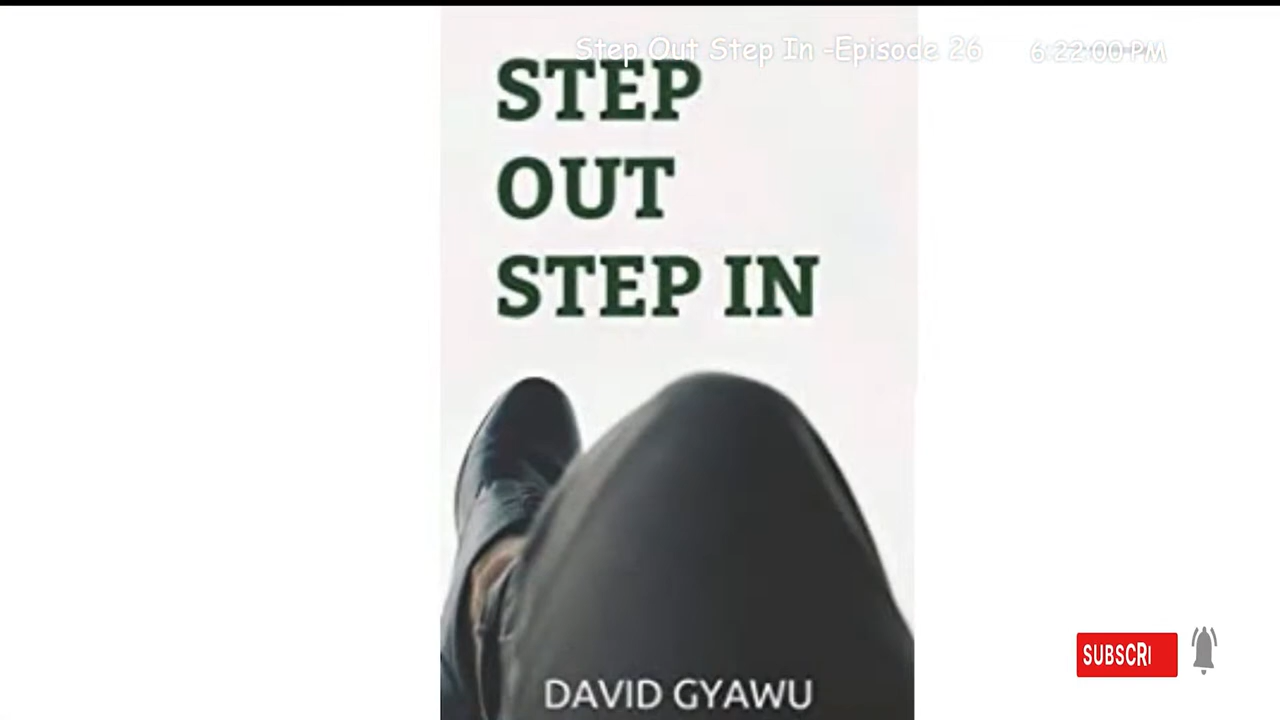 Step Out Step In -Episode 26 6:22:00 PM
STEP
OUT
STEP IN
DAVID GYAWU
SUBSCRI